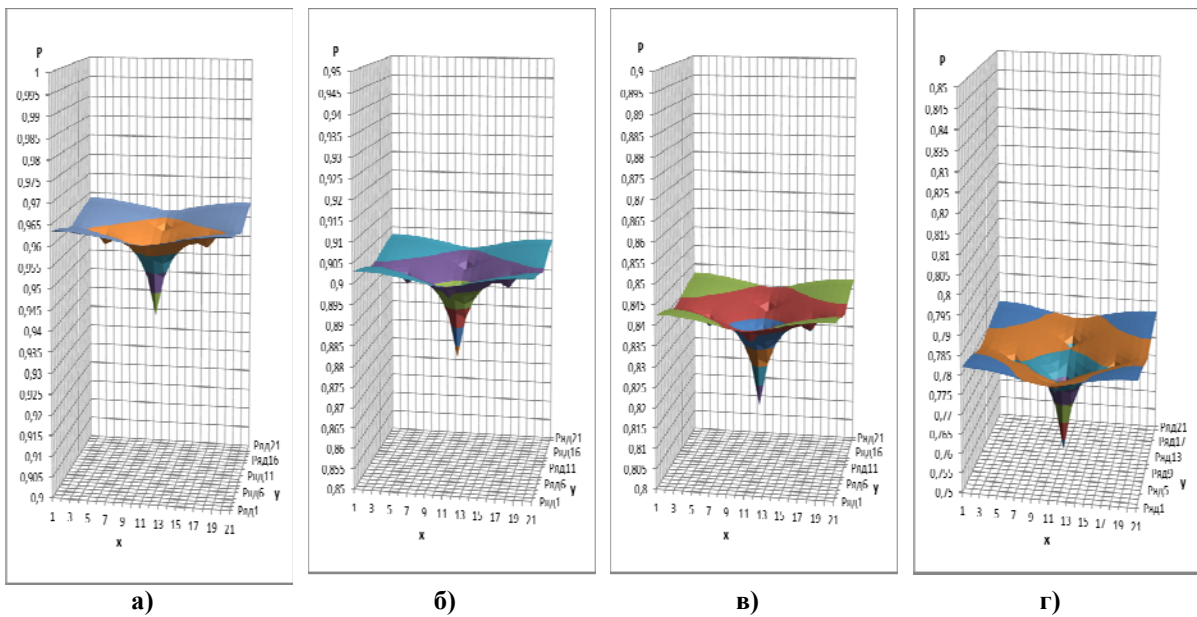 P
1
0,995
0,99
0,985
0,98
0,975
0,97
0,965
0,96
0,955
0,95
0,945
0,94
0,935
0,93
0,925
0,92
0,915
0,91
0,905
0,9
Ряд21
Ряд16
Ряд11
Ряд6
Ряд1
y
1 3 5 7 9 11 13 15 17 19 21
x
а)
P
0,95
0,945
0,94
0,935
0,93
0,925
0,92
0,915
0,91
0,905
0,9
0,895
0,89
0,885
0,88
0,875
0,87
0,865
0,86
0,855
0,85
Ряд21
Ряд16
Ряд11
Ряд6
Ряд1
y
1 3 5 7 9 11 13 15 17 19 21
x
б)
P
0,9
0,895
0,89
0,885
0,88
0,875
0,87
0,865
0,86
0,855
0,85
0,845
0,84
0,835
0,83
0,825
0,82
0,815
0,81
0,805
0,8
Ряд21
Ряд16
Ряд11
Ряд6
Ряд1
y
1 3 5 7 9 11 13 15 17 19 21
x
в)
P
0,85
0,845
0,84
0,835
0,83
0,825
0,82
0,815
0,81
0,805
0,8
0,795
0,79
0,785
0,78
0,775
0,77
0,765
0,76
0,755
0,75
Ряд21
Ряд17
Ряд13
Ряд9
Ряд5
Ряд1
y
1 3 5 7 9 11 13 15 17 19 21
x
г)